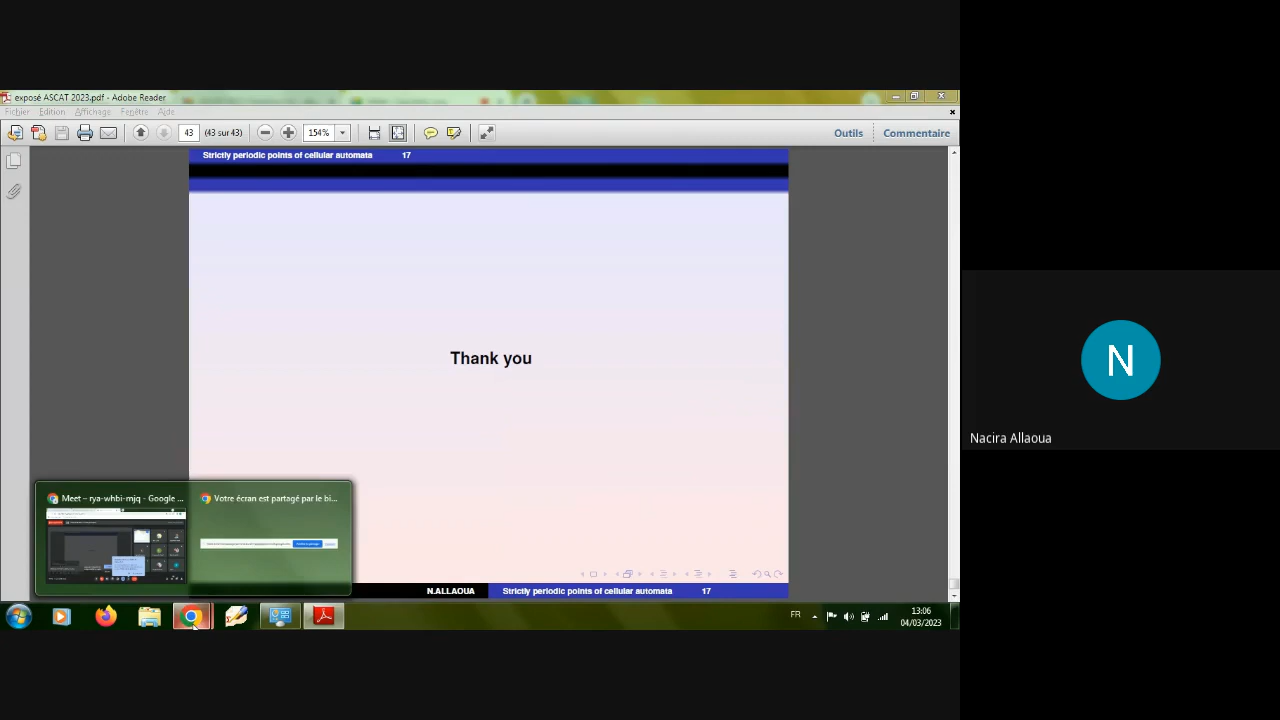 exposé ASCAT 2023.pdf - Adobe Reader
Fichier Edition Affichage Fenêtre Aide
43 (43 sur 43) 154% Outils Commentaire
Strictly periodic points of cellular automata 17
Thank you
N
Nacira Allaoua
Meet – rya-whbi-mjq - Google ... Votre écran est partagé par le bi...
N.ALLAOUA Strictly periodic points of cellular automata 17
FR 13:06
04/03/2023